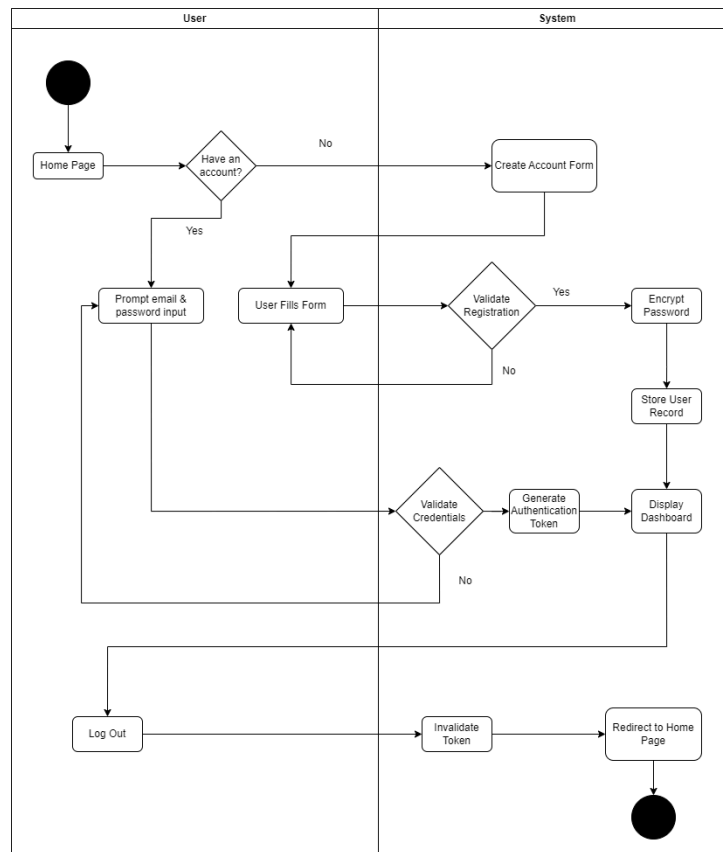 User
System
Home Page
Have an
account?
No
Create Account Form
Yes
Prompt email &
password input
User Fills Form
Validate
Registration
Yes
Encrypt
Password
No
Store User
Record
Validate
Credentials
Generate
Authentication
Token
Display
Dashboard
No
Log Out
Invalidate
Token
Redirect to Home
Page